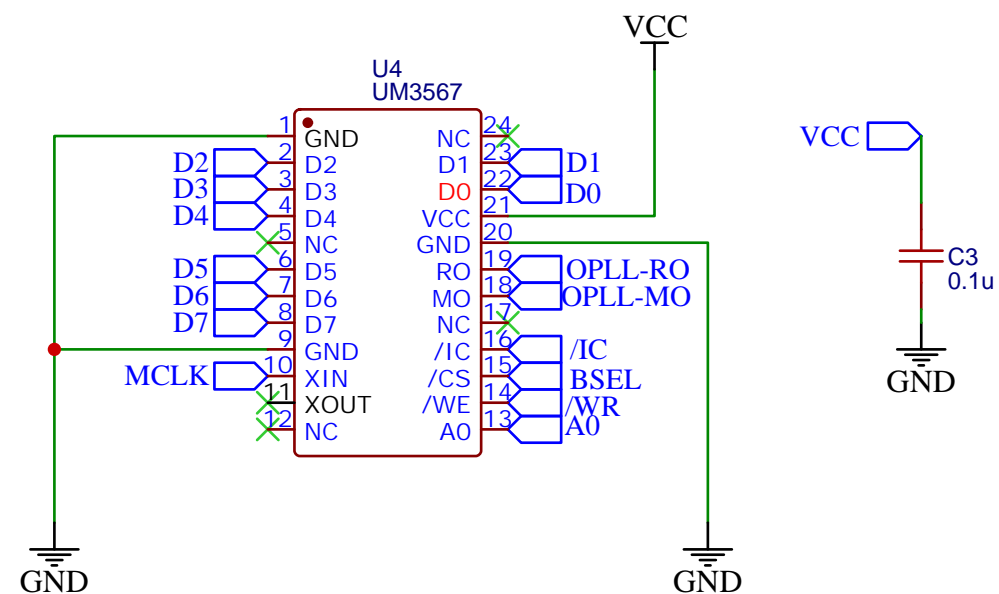 VCC
U4
UM3567
1 GND NC 24
D2 2 D2 D1 23 D1
D3 3 D3 D0 22 D0
D4 4 D4 VCC 21
5 NC GND 20
D5 6 D5 RO 19 OPLL-RO
D6 7 D6 MO 18 OPLL-MO
D7 8 D7 NC 17
9 GND /IC 16 /IC
MCLK 10 XIN /CS 15 BSEL
11 XOUT /WE 14 /WR
12 NC A0 13 A0
GND
GND
VCC
C3
0.1u
GND